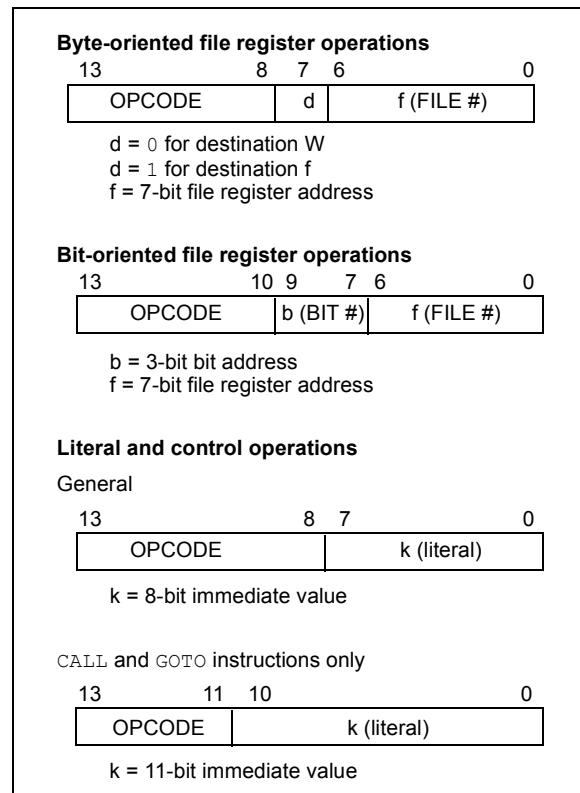 Byte-oriented file register operations
13 8 7 6 0
OPCODE d f (FILE #)
d = 0 for destination W
d = 1 for destination f
f = 7-bit file register address
Bit-oriented file register operations
13 10 9 7 6 0
OPCODE b (BIT #) f (FILE #)
b = 3-bit bit address
f = 7-bit file register address
Literal and control operations
General
13 8 7 0
OPCODE k (literal)
k = 8-bit immediate value
CALL and GOTO instructions only
13 11 10 0
OPCODE k (literal)
k = 11-bit immediate value